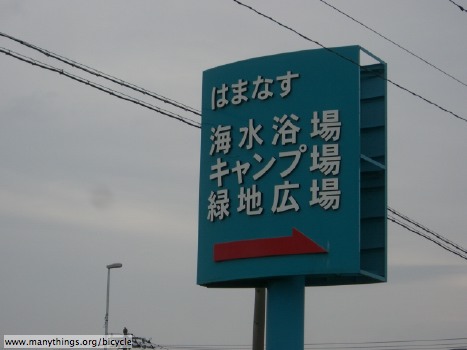 はまなす
海水浴場
キャンプ場
緑地広場
www.manythings.org/bicycle